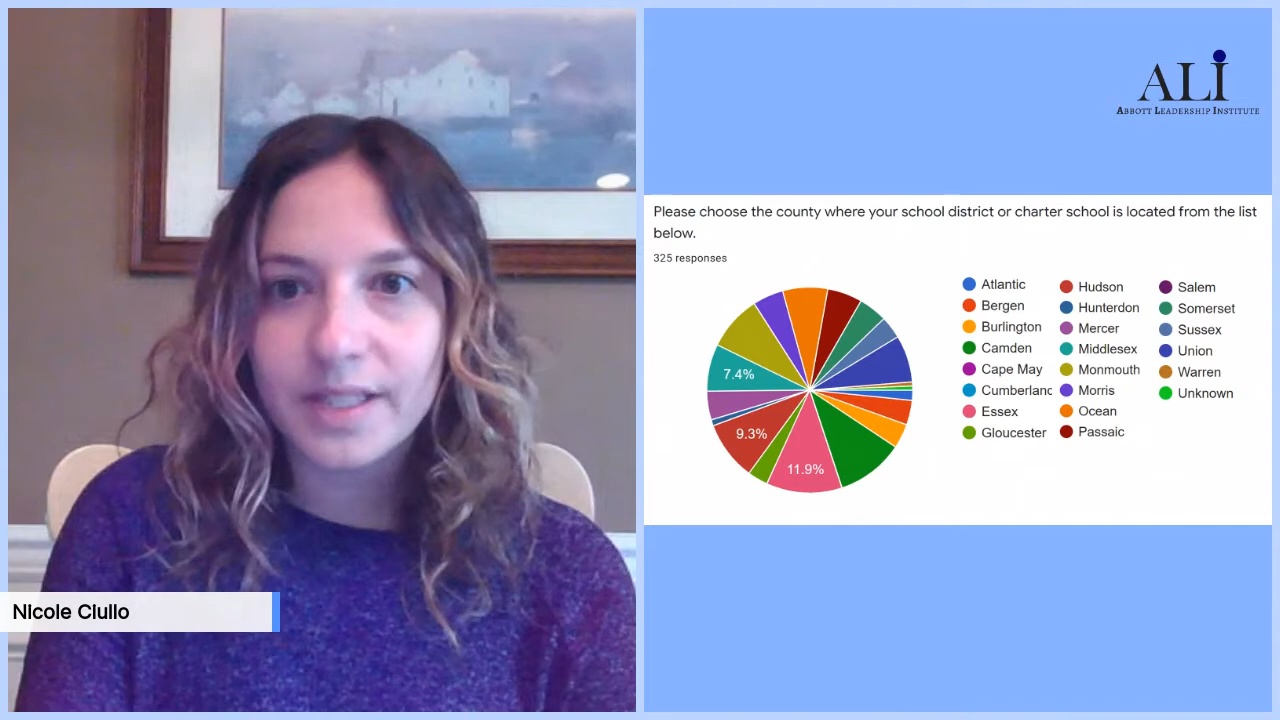 ALI
ABBOTT LEADERSHIP INSTITUTE
Please choose the county where your school district or charter school is located from the list
below.
325 responses
Atlantic
Bergen
Burlington
Camden
Cape May
Cumberland
Essex
Gloucester
Hudson
Hunterdon
Mercer
Middlesex
Monmouth
Morris
Ocean
Passaic
Salem
Somerset
Sussex
Union
Warren
Unknown
7.4%
9.3%
11.9%
Nicole Ciullo